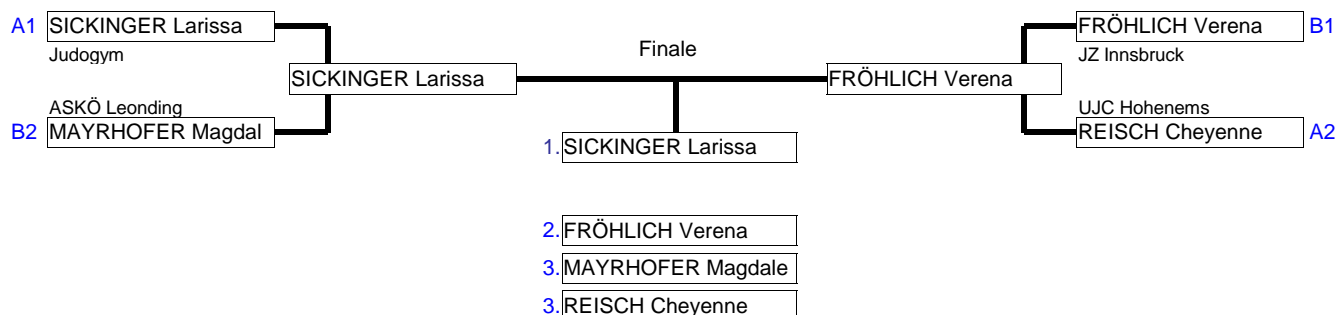 A1 SICKINGER Larissa
Judogym
SICKINGER Larissa
ASKÖ Leonding
B2 MAYRHOFER Magdal
Finale
FRÖHLICH Verena B1
JZ Innsbruck
FRÖHLICH Verena
UJC Hohenems
REISCH Cheyenne A2
1. SICKINGER Larissa
2. FRÖHLICH Verena
3. MAYRHOFER Magdale
3. REISCH Cheyenne